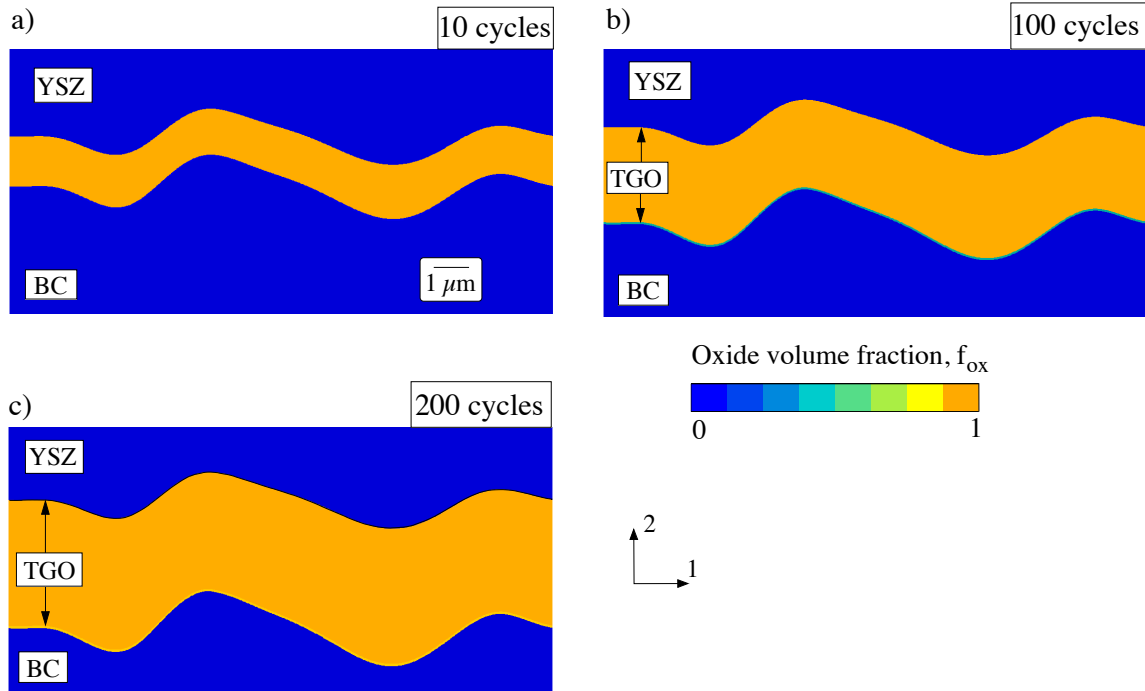 a)
10 cycles
YSZ
BC
1 μm
b)
100 cycles
YSZ
TGO
BC
Oxide volume fraction, f_ox
0
1
c)
200 cycles
YSZ
TGO
BC
2
1